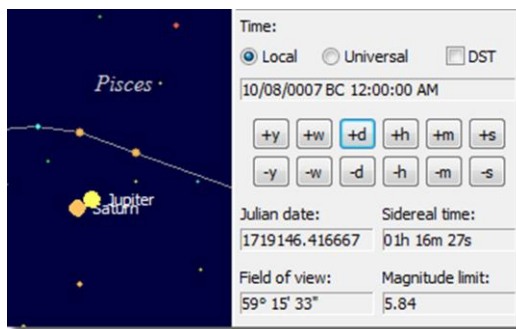 Pisces
Jupiter
Saturn
Time:
Local Universal DST
10/08/0007 BC 12:00:00 AM
+y +w +d +h +m +s
-y -w -d -h -m -s
Julian date: Sidereal time:
1719146.416667 01h 16m 27s
Field of view: Magnitude limit:
59° 15' 33" 5.84